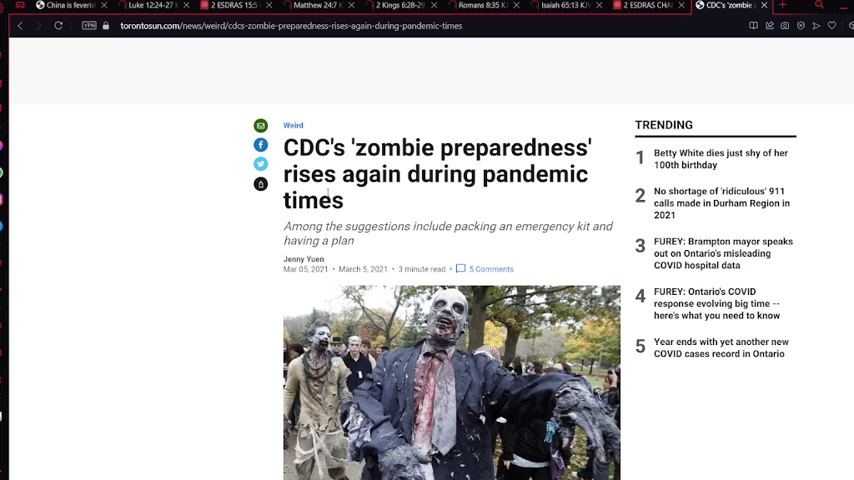 China is feverish
Luke 12:24-27 K
2 ESDRAS 15:5
Matthew 24:7 K
2 Kings 6:28-29
Romans 8:35 KJ
Isaiah 65:13 KJV
2 ESDRAS CHA
CDC's 'zombie p
VPN
torontosun.com/news/weird/cdcs-zombie-preparedness-rises-again-during-pandemic-times
Weird
CDC's 'zombie preparedness'
rises again during pandemic
times
Among the suggestions include packing an emergency kit and
having a plan
Jenny Yuen
Mar 05, 2021 • March 5, 2021 • 3 minute read • 5 Comments
TRENDING
1 Betty White dies just shy of her
100th birthday
2 No shortage of 'ridiculous' 911
calls made in Durham Region in
2021
3 FUREY: Brampton mayor speaks
out on Ontario's misleading
COVID hospital data
4 FUREY: Ontario's COVID
response evolving big time --
here's what you need to know
5 Year ends with yet another new
COVID cases record in Ontario